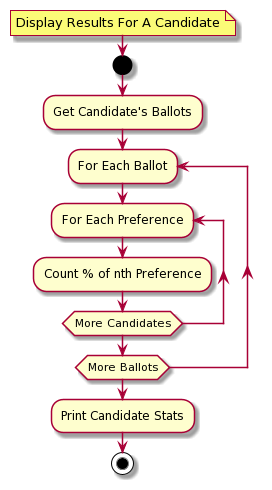 Display Results For A Candidate
Get Candidate's Ballots
For Each Ballot
For Each Preference
Count % of nth Preference
More Candidates
More Ballots
Print Candidate Stats